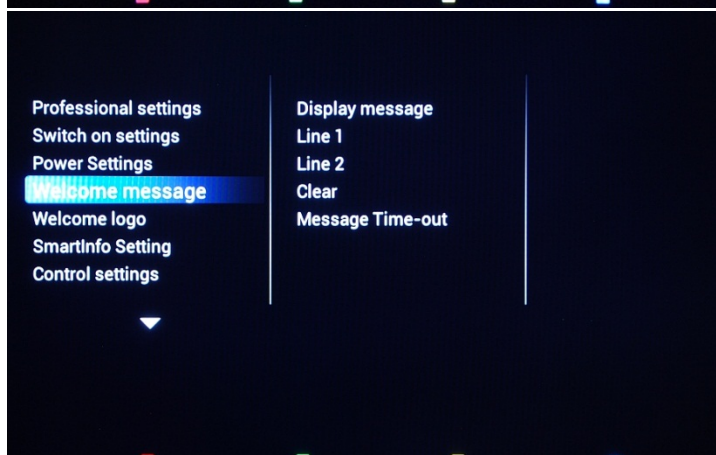 Professional settings
Switch on settings
Power Settings
Welcome message
Welcome logo
SmartInfo Setting
Control settings
Display message
Line 1
Line 2
Clear
Message Time-out